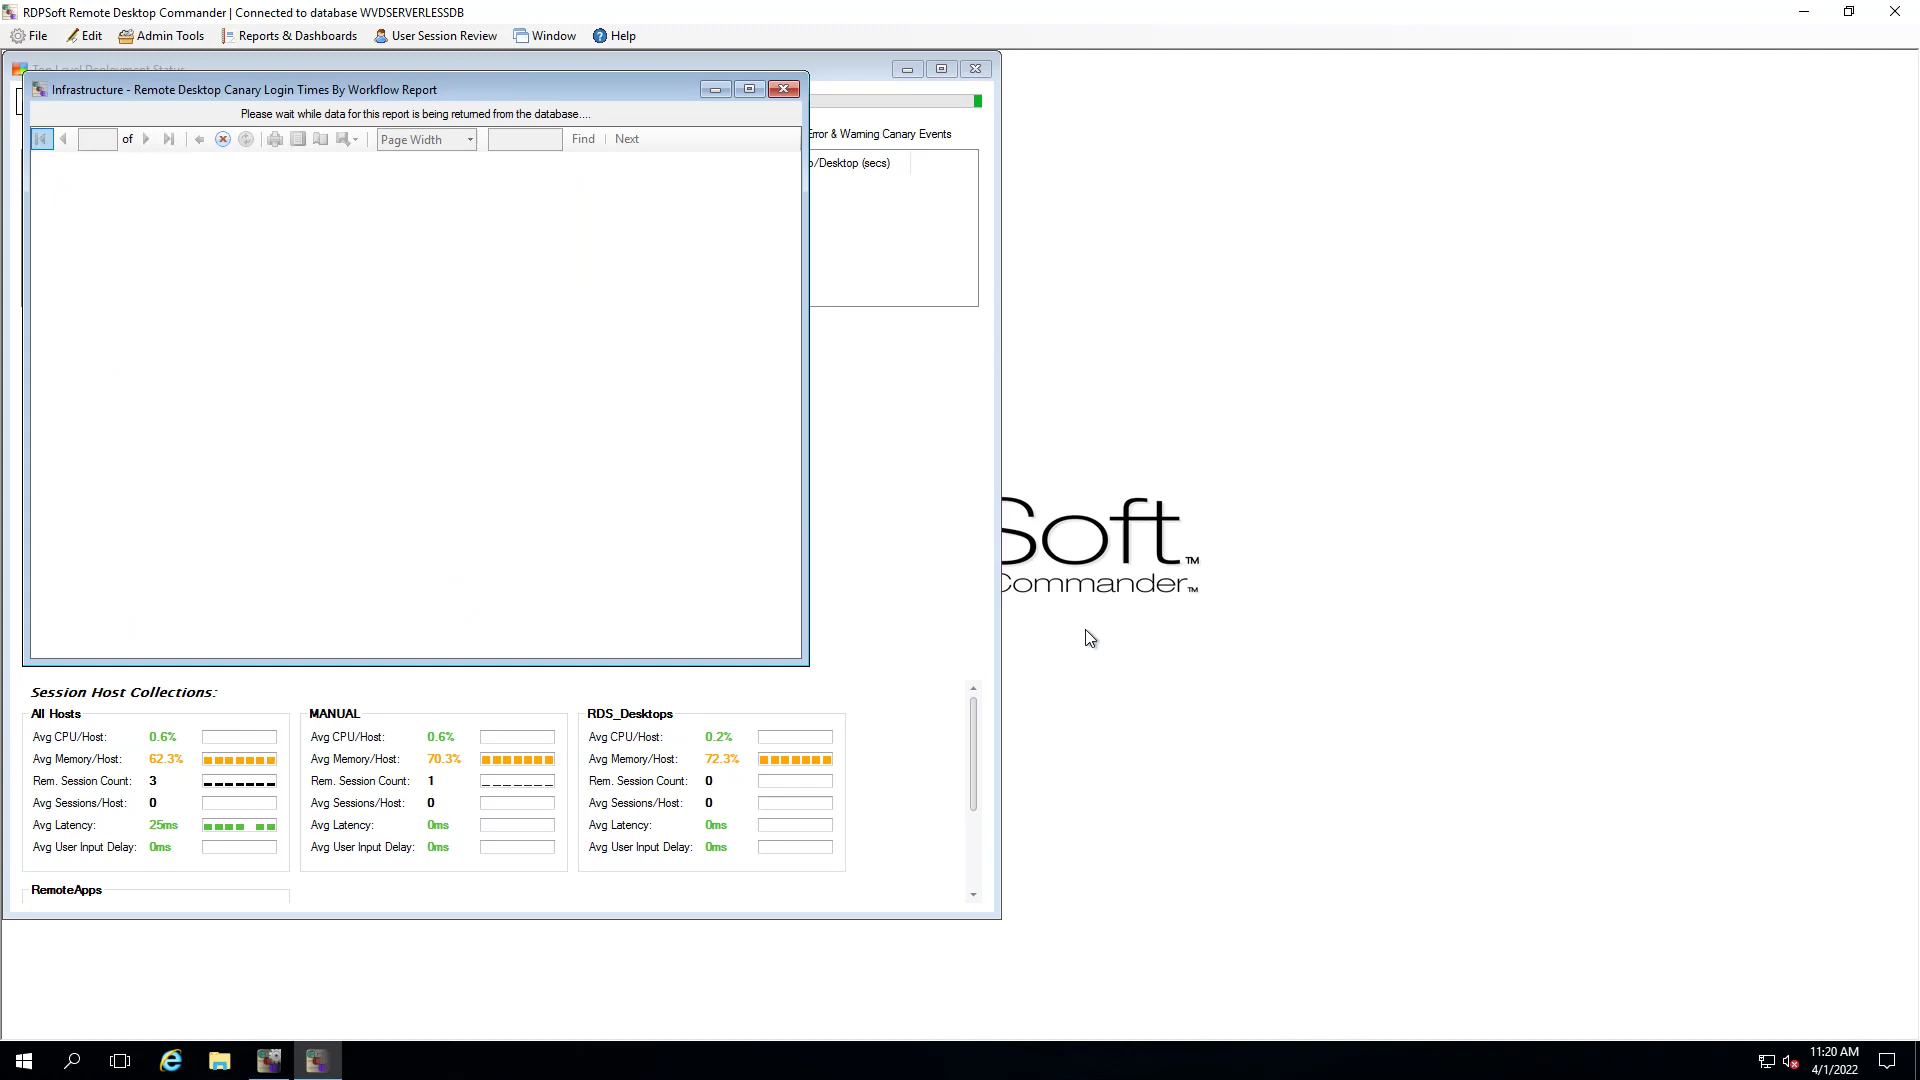 RDPSoft Remote Desktop Commander | Connected to database WVDSERVERLESSDB
File Edit Admin Tools Reports & Dashboards User Session Review Window Help
Top Level Deployment Status
Infrastructure - Remote Desktop Canary Login Times By Workflow Report
Please wait while data for this report is being returned from the database....
of Page Width Find | Next
Error & Warning Canary Events
/Desktop (secs)
Soft™
Commander™
Session Host Collections:
All Hosts
Avg CPU/Host: 0.6%
Avg Memory/Host: 62.3%
Rem. Session Count: 3
Avg Sessions/Host: 0
Avg Latency: 25ms
Avg User Input Delay: 0ms
MANUAL
Avg CPU/Host: 0.6%
Avg Memory/Host: 70.3%
Rem. Session Count: 1
Avg Sessions/Host: 0
Avg Latency: 0ms
Avg User Input Delay: 0ms
RDS_Desktops
Avg CPU/Host: 0.2%
Avg Memory/Host: 72.3%
Rem. Session Count: 0
Avg Sessions/Host: 0
Avg Latency: 0ms
Avg User Input Delay: 0ms
RemoteApps
11:20 AM
4/1/2022